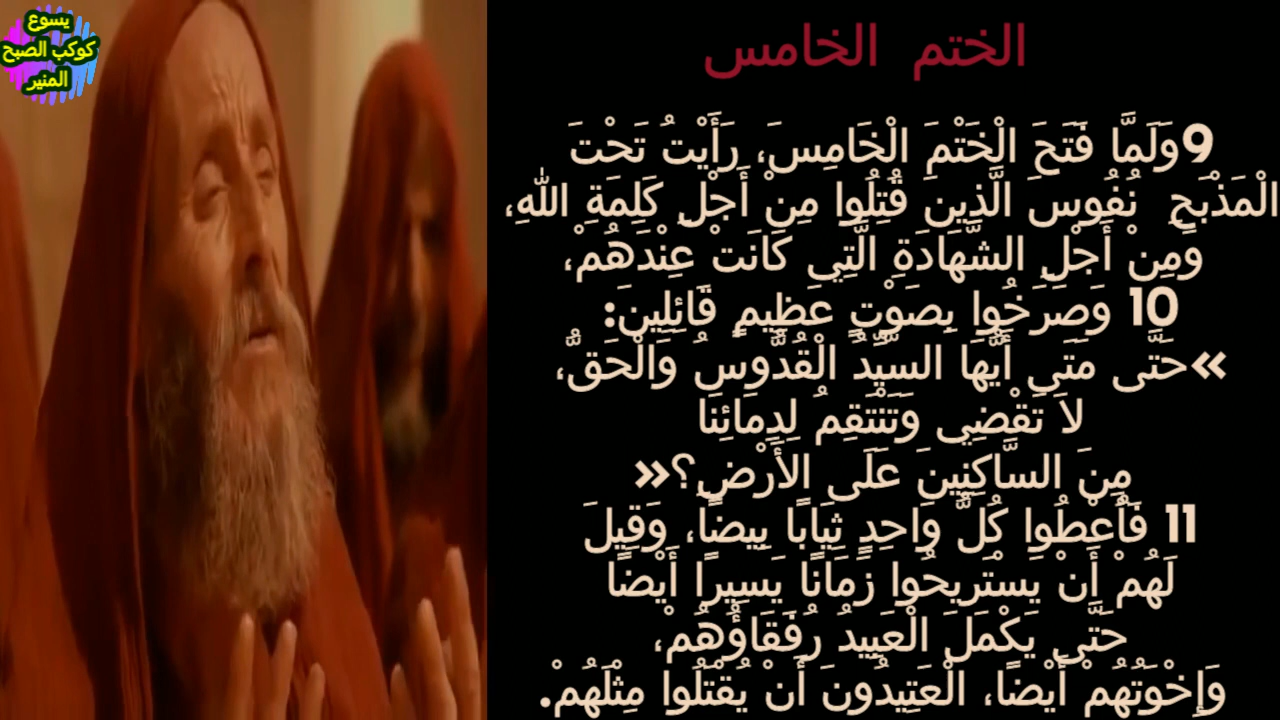 يسوع
كوكب الصبح
المنير
الختم الخامس
9وَلَمَّا فَتَحَ الْخَتْمَ الْخَامِسَ، رَأَيْتُ تَحْتَ
الْمَذْبَحِ نُفُوسَ الَّذِينَ قُتِلُوا مِنْ أَجْلِ كَلِمَةِ اللهِ،
وَمِنْ أَجْلِ الشَّهَادَةِ الَّتِي كَانَتْ عِنْدَهُمْ،
10 وَصَرَخُوا بِصَوْتٍ عَظِيمٍ قَائِلِينَ:
«حَتَّى مَتَى أَيُّهَا السَّيِّدُ الْقُدُّوسُ وَالْحَقُّ،
لاَ تَقْضِي وَتَنْتَقِمُ لِدِمَائِنَا
مِنَ السَّاكِنِينَ عَلَى الأَرْضِ؟«
11 فَأُعْطُوا كُلُّ وَاحِدٍ ثِيَابًا بِيضًا، وَقِيلَ
لَهُمْ أَنْ يَسْتَرِيحُوا زَمَانًا يَسِيرًا أَيْضًا
حَتَّى يَكْمَلَ الْعَبِيدُ رُفَقَاؤُهُمْ،
وَإِخْوَتُهُمْ أَيْضًا، الْعَتِيدُونَ أَنْ يُقْتَلُوا مِثْلَهُمْ.